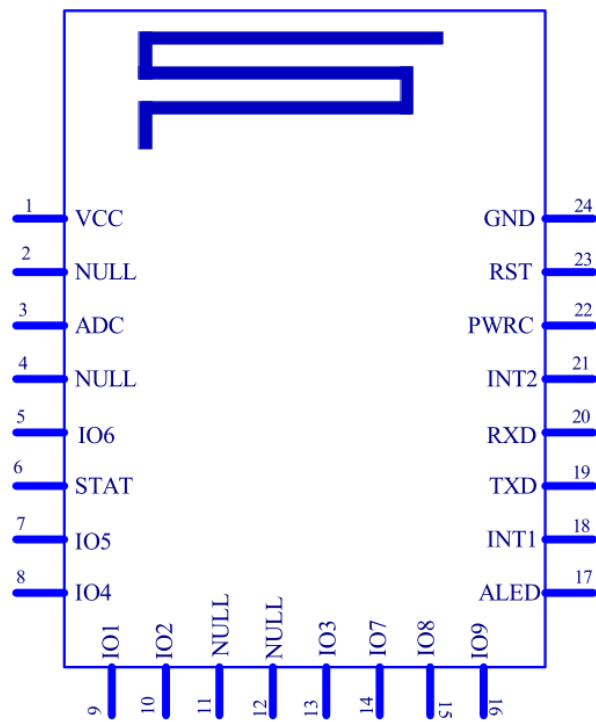 1 VCC GND 24
2 NULL RST 23
3 ADC PWRC 22
4 NULL INT2 21
5 IO6 RXD 20
6 STAT TXD 19
7 IO5 INT1 18
8 IO4 ALED 17
IO1 IO2 NULL NULL IO3 IO7 IO8 IO9
9 10 11 12 13 14 15 16